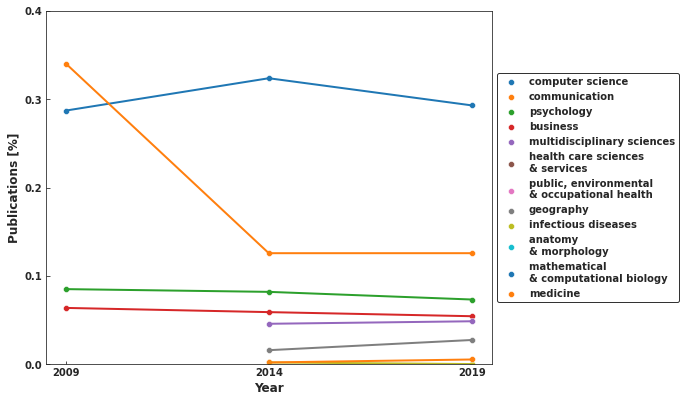 0.4
0.3
0.2
0.1
0.0
Publications [%]
2009
2014
2019
Year
computer science
communication
psychology
business
multidisciplinary sciences
health care sciences
& services
public, environmental
& occupational health
geography
infectious diseases
anatomy
& morphology
mathematical
& computational biology
medicine